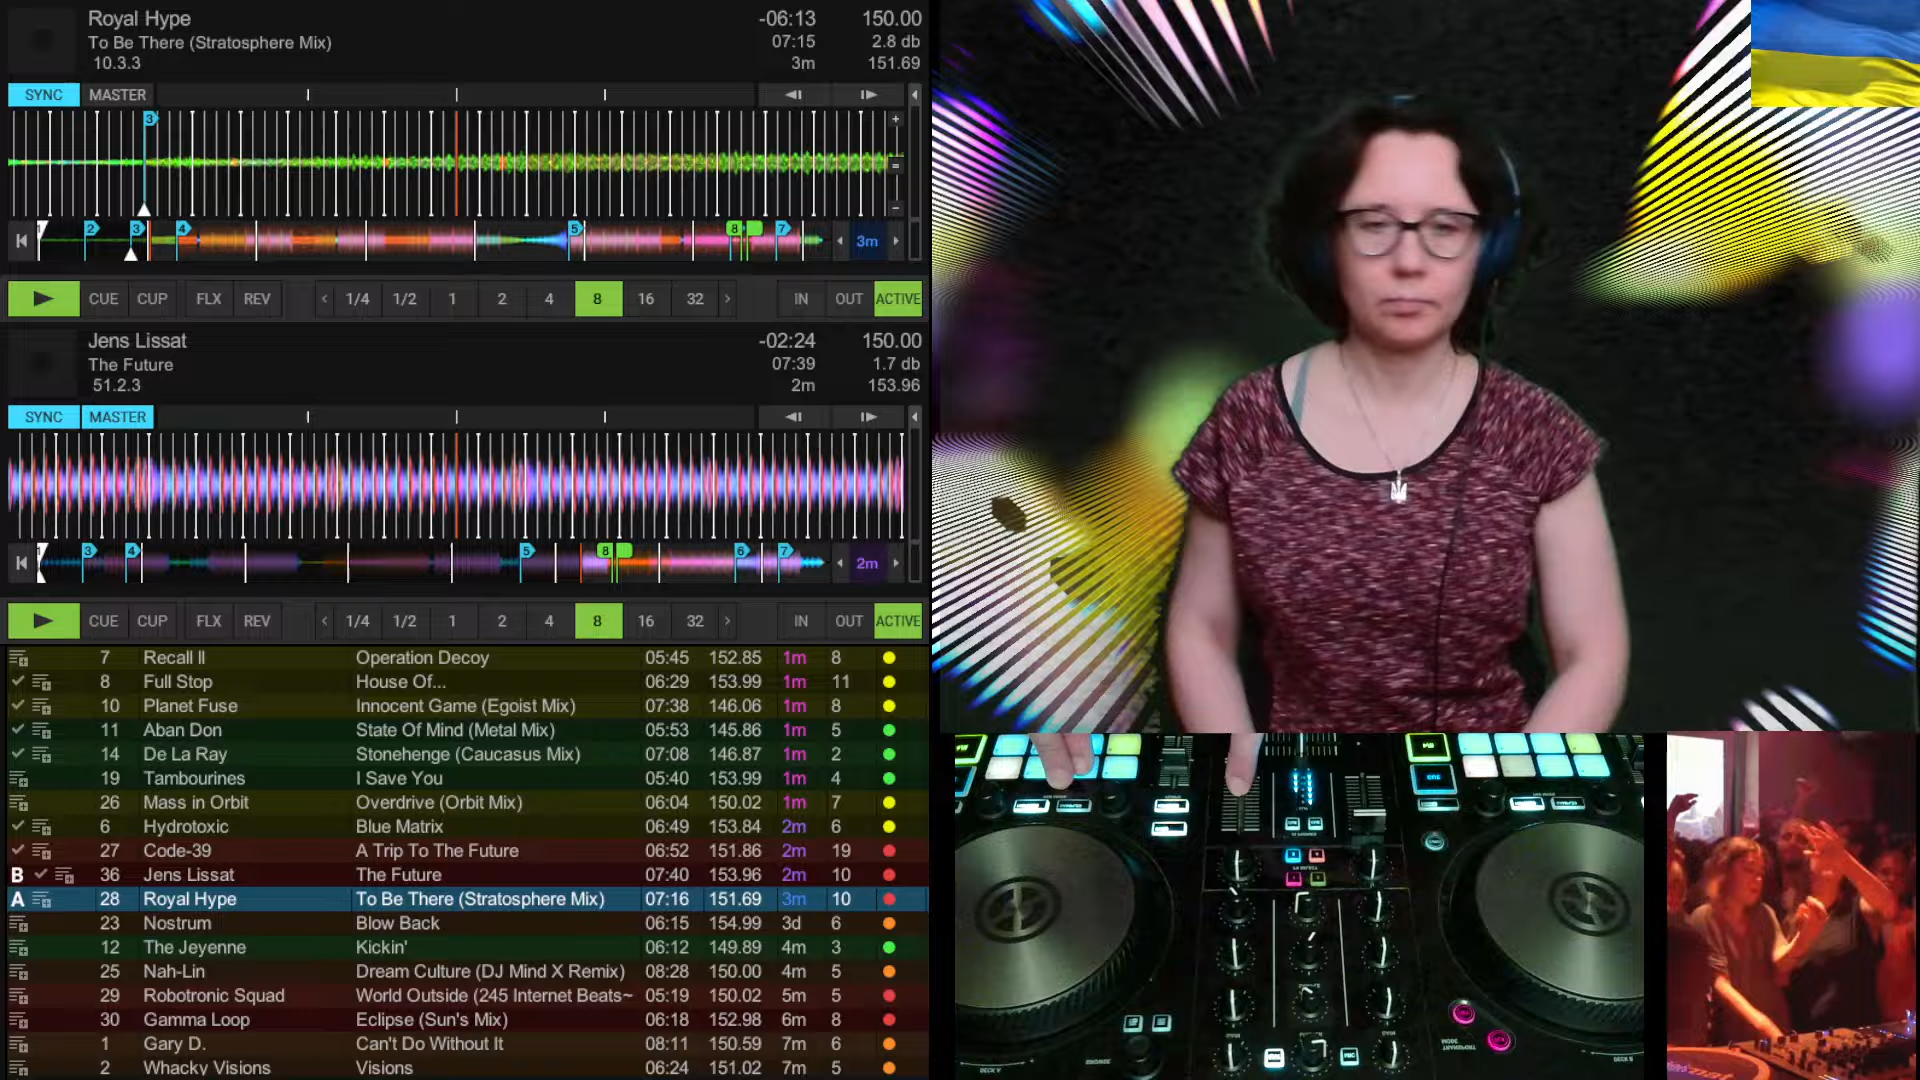 Royal Hype -06:13 150.00
To Be There (Stratosphere Mix) 07:15 2.8 db
10.3.3 3m 151.69
SYNC MASTER
3
1 2 3 4 5 8 7 3m
CUE CUP FLX REV 1/4 1/2 1 2 4 8 16 32 IN OUT ACTIVE
Jens Lissat -02:24 150.00
The Future 07:39 1.7 db
51.2.3 2m 153.96
SYNC MASTER
1 3 4 5 8 6 7 2m
CUE CUP FLX REV 1/4 1/2 1 2 4 8 16 32 IN OUT ACTIVE
7 Recall II Operation Decoy 05:45 152.85 1m 8
8 Full Stop House Of... 06:29 153.99 1m 11
10 Planet Fuse Innocent Game (Egoist Mix) 07:38 146.06 1m 8
11 Aban Don State Of Mind (Metal Mix) 05:53 145.86 1m 5
14 De La Ray Stonehenge (Caucasus Mix) 07:08 146.87 1m 2
19 Tambourines I Save You 05:40 153.99 1m 4
26 Mass in Orbit Overdrive (Orbit Mix) 06:04 150.02 1m 7
6 Hydrotoxic Blue Matrix 06:49 153.84 2m 6
27 Code-39 A Trip To The Future 06:52 151.86 2m 19
B 36 Jens Lissat The Future 07:40 153.96 2m 10
A 28 Royal Hype To Be There (Stratosphere Mix) 07:16 151.69 3m 10
23 Nostrum Blow Back 06:15 154.99 3d 6
12 The Jeyenne Kickin' 06:12 149.89 4m 3
25 Nah-Lin Dream Culture (DJ Mind X Remix) 08:28 150.00 4m 5
29 Robotronic Squad World Outside (245 Internet Beats~ 05:19 150.02 5m 5
30 Gamma Loop Eclipse (Sun's Mix) 06:18 152.98 6m 8
1 Gary D. Can't Do Without It 08:11 150.59 7m 6
2 Whacky Visions Visions 06:24 151.02 7m 5